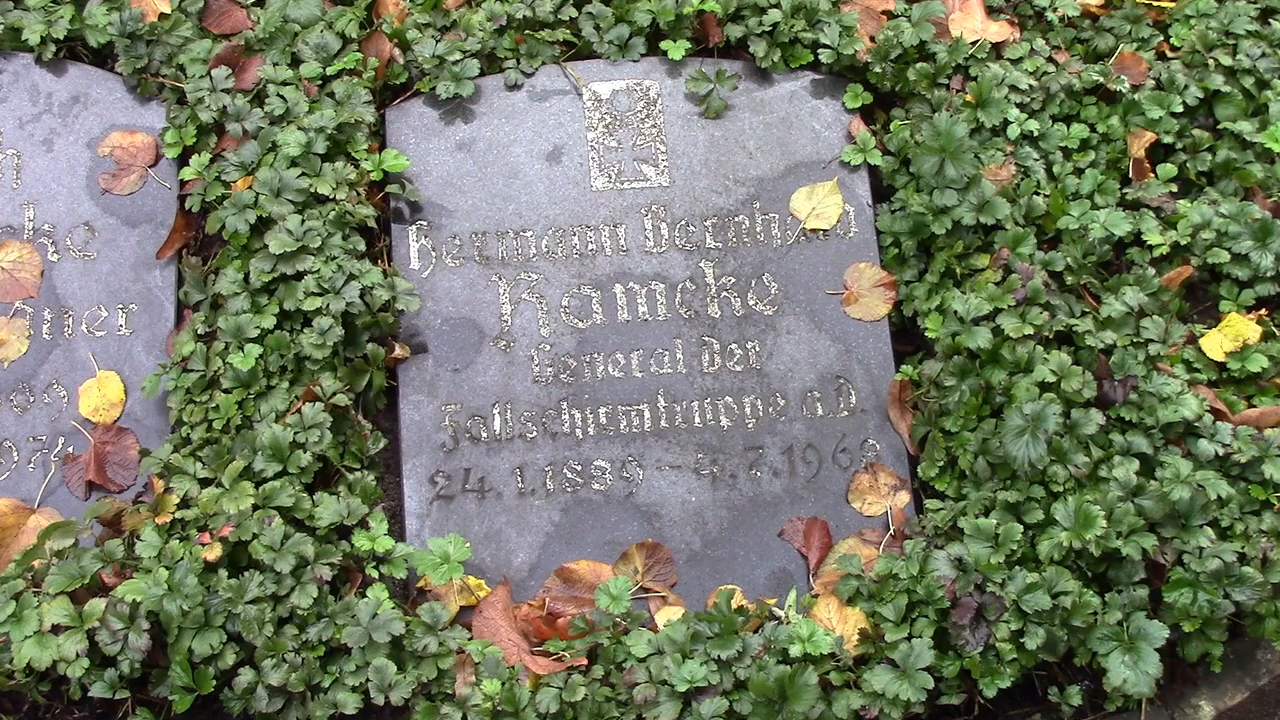 Hermann Bernhard
Ramcke
General der
Fallschirmtruppe a.D.
24.1.1889 – 4.7.1968